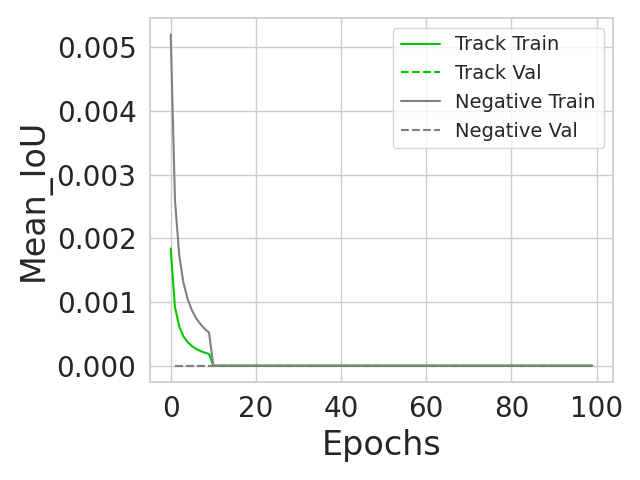 Track Train
Track Val
Negative Train
Negative Val
Mean_IoU
0.005
0.004
0.003
0.002
0.001
0.000
0 20 40 60 80 100
Epochs